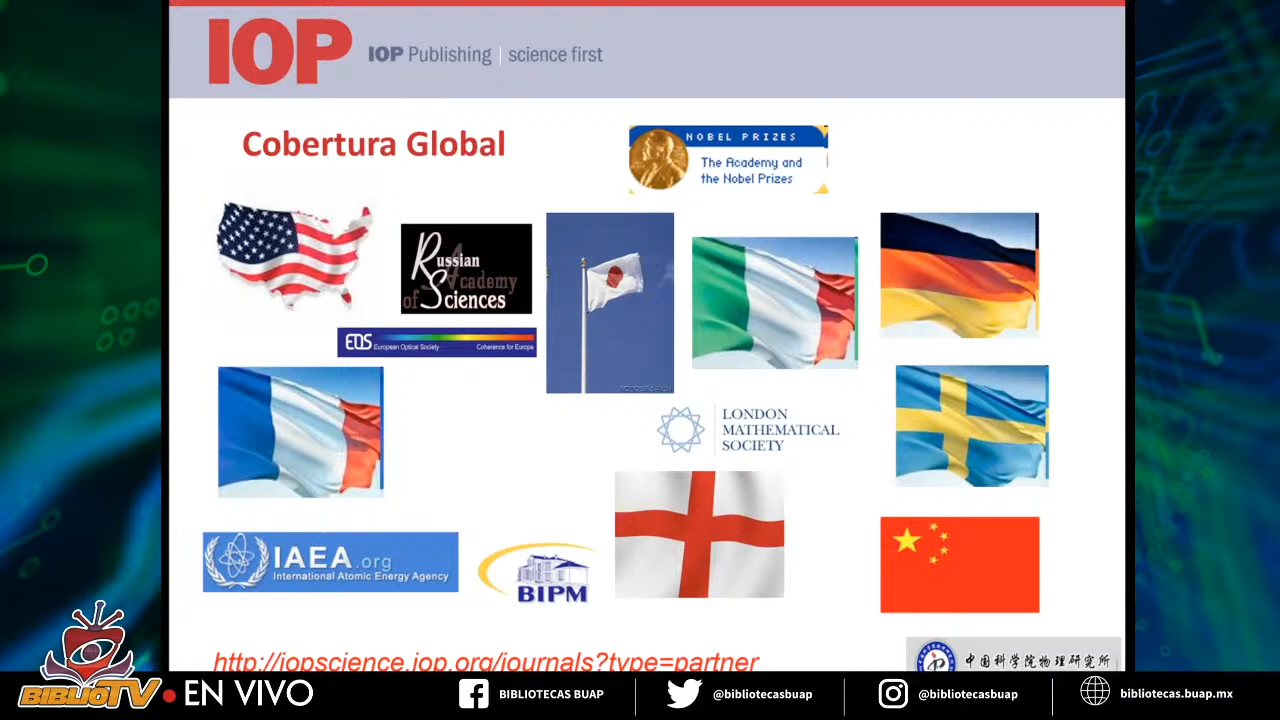 IOP
IOP Publishing | science first
Cobertura Global
NOBEL PRIZES
The Academy and
the Nobel Prizes
Russian
Academy
of Sciences
EOS European Optical Society Coherence for Europe
LONDON
MATHEMATICAL
SOCIETY
IAEA.org
International Atomic Energy Agency
BIPM
http://iopscience.iop.org/journals?type=partner
中国科学院物理研究所
BIBLIOTV EN VIVO
BIBLIOTECAS BUAP
@bibliotecasbuap
@bibliotecasbuap
bibliotecas.buap.mx